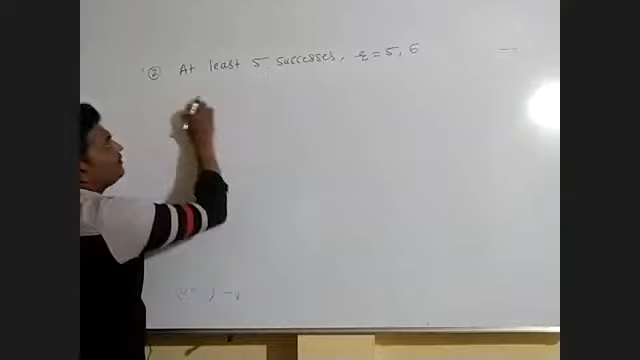 ② At least 5 successes, r = 5, 6